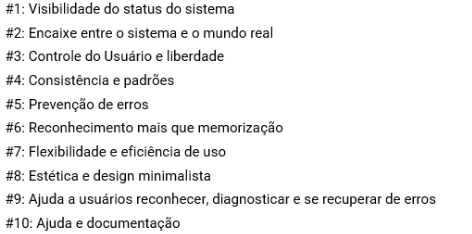 #1: Visibilidade do status do sistema
#2: Encaixe entre o sistema e o mundo real
#3: Controle do Usuário e liberdade
#4: Consistência e padrões
#5: Prevenção de erros
#6: Reconhecimento mais que memorização
#7: Flexibilidade e eficiência de uso
#8: Estética e design minimalista
#9: Ajuda a usuários reconhecer, diagnosticar e se recuperar de erros
#10: Ajuda e documentação